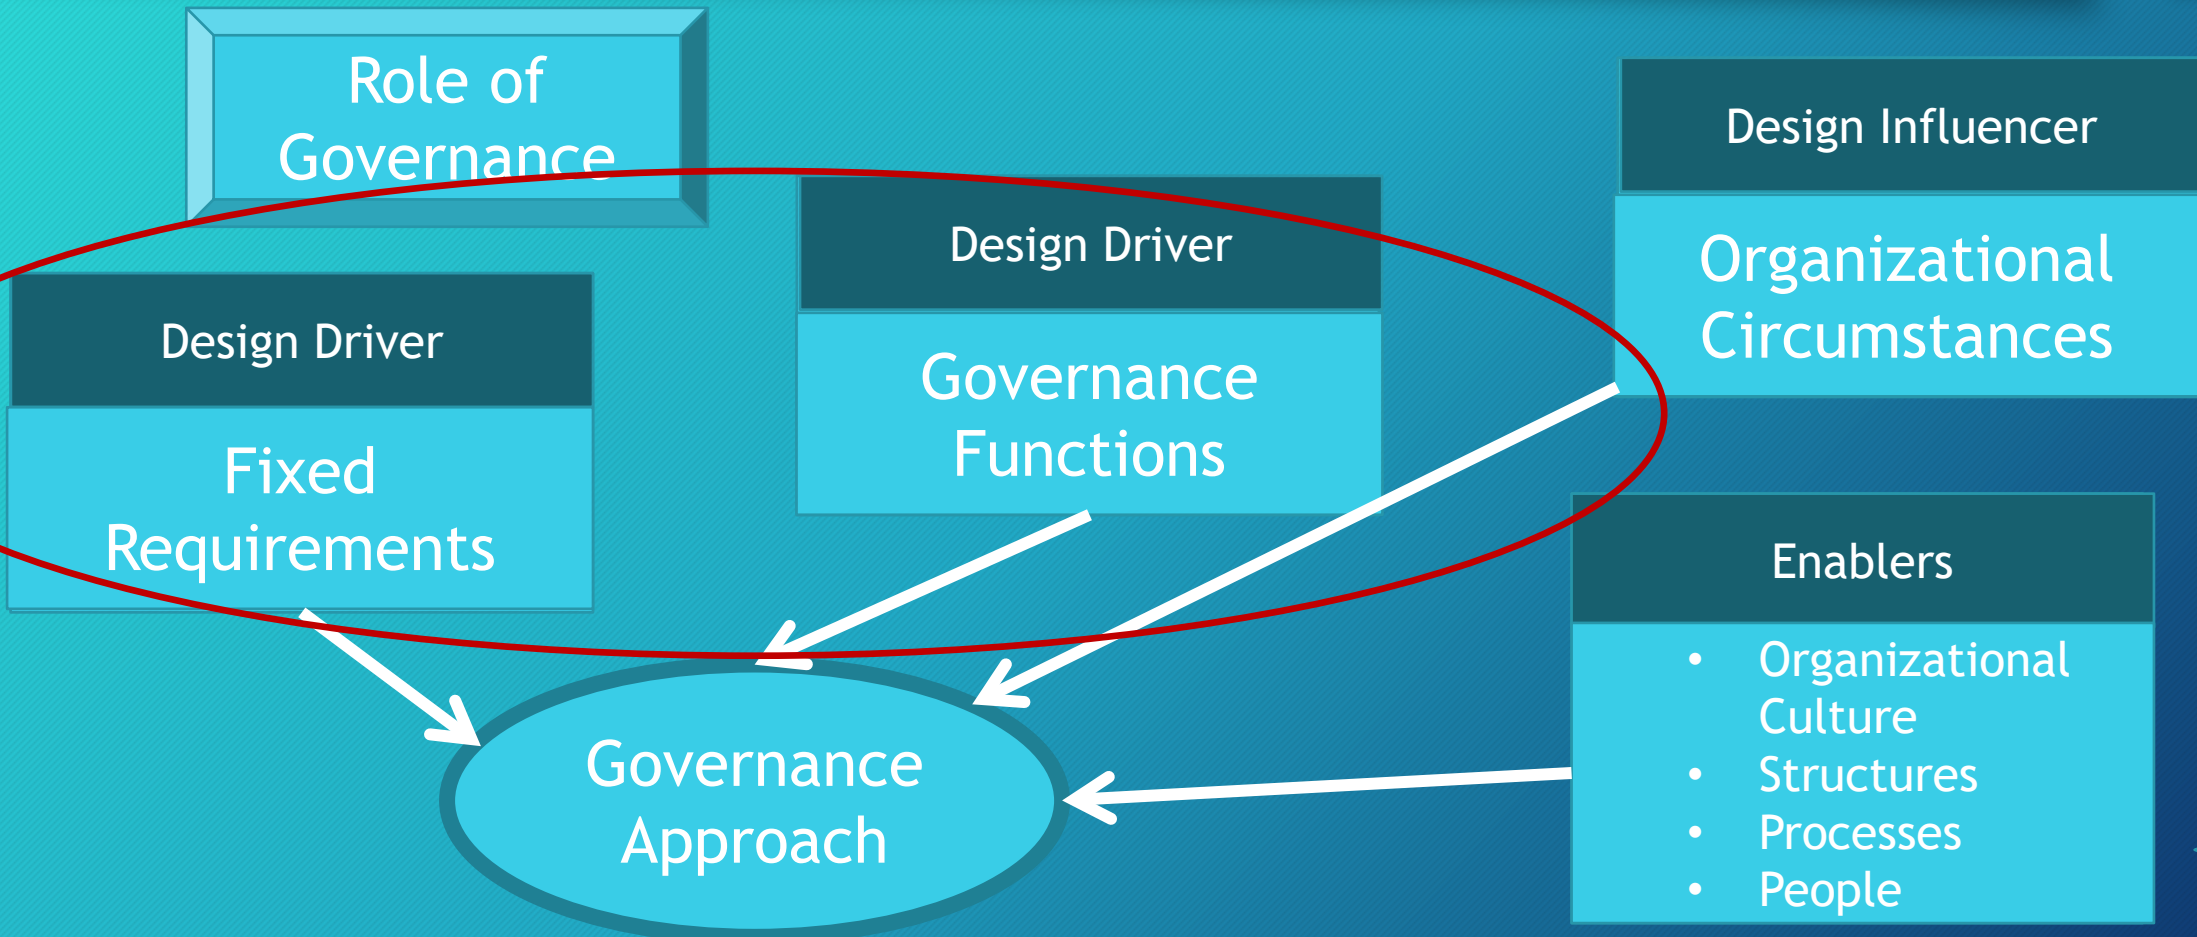 Role of
Governance
Design Driver
Fixed
Requirements
Design Driver
Governance
Functions
Design Influencer
Organizational
Circumstances
Enablers
• Organizational
Culture
• Structures
• Processes
• People
Governance
Approach